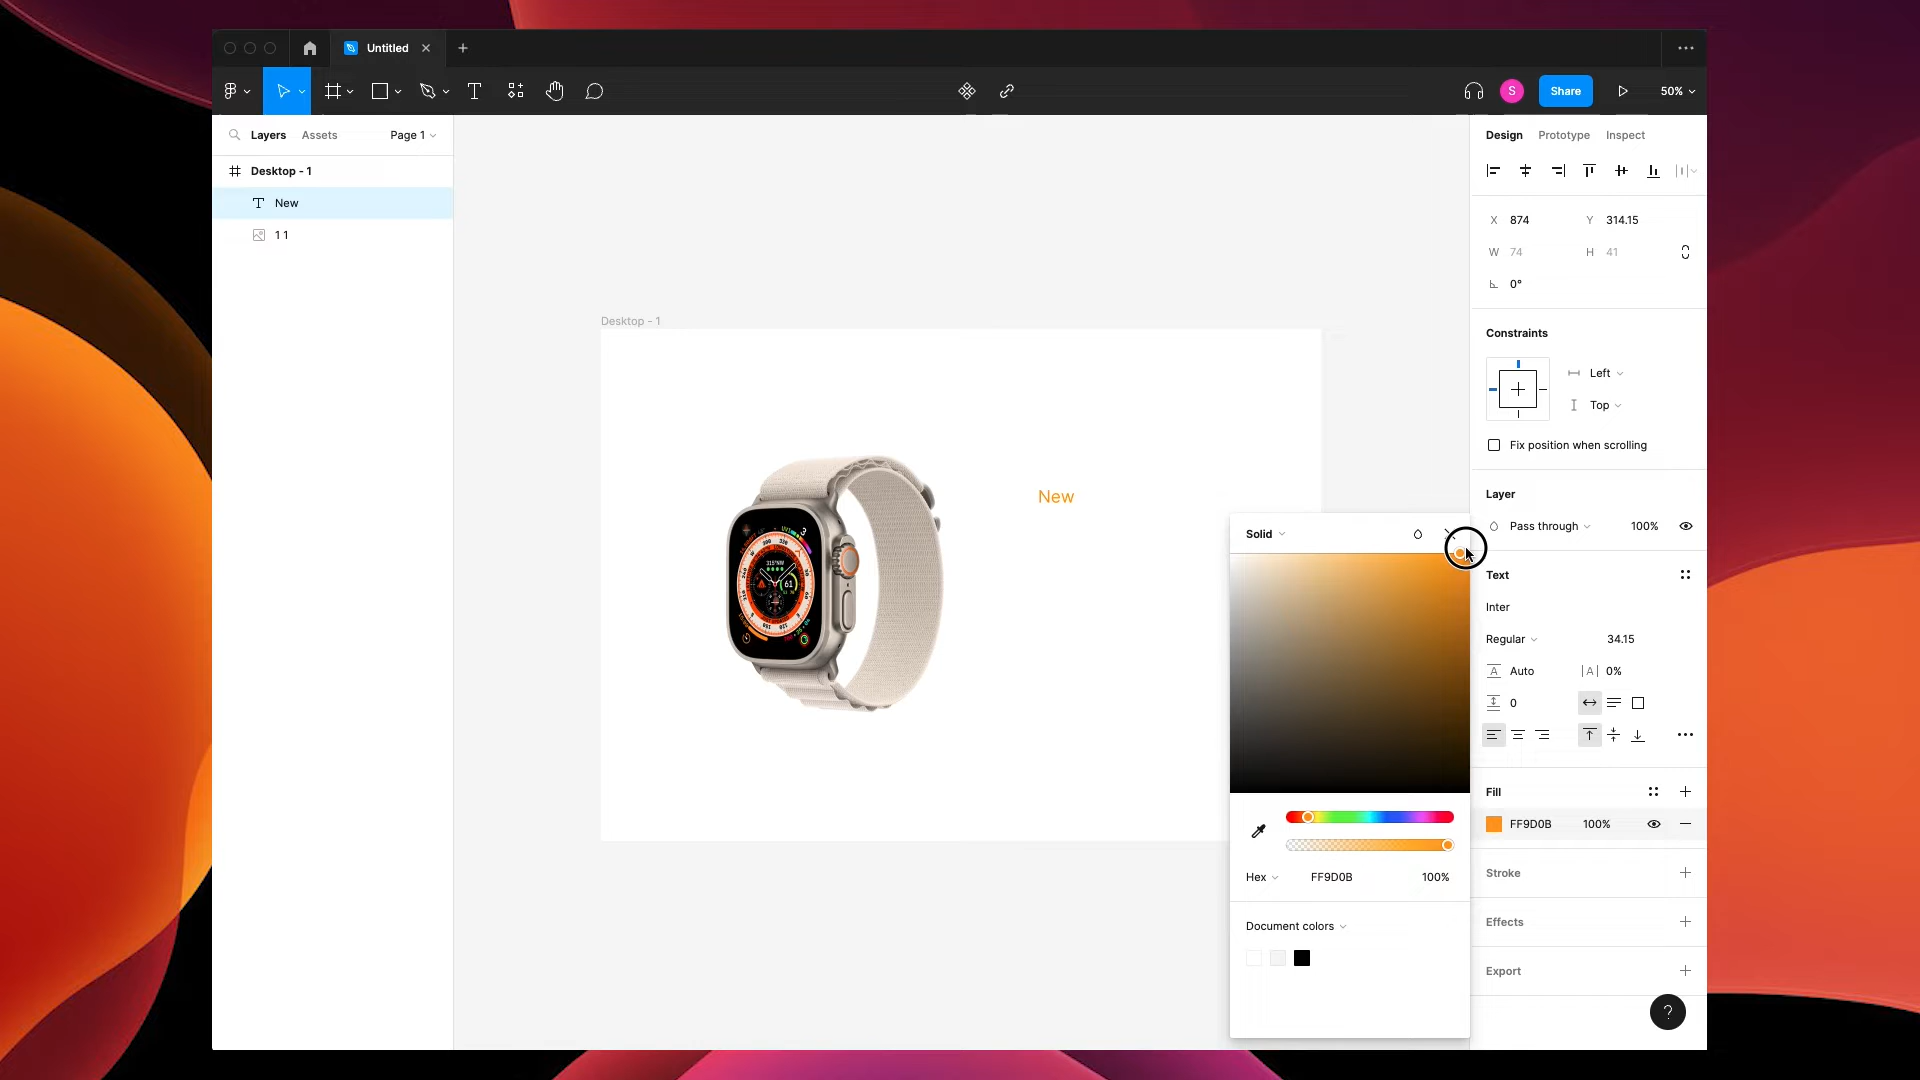 Untitled
S
Share
50%
Layers
Assets
Page 1
Desktop - 1
New
1 1
Desktop - 1
New
Design
Prototype
Inspect
X 874
Y 314.15
W 74
H 41
0°
Constraints
Left
Top
Fix position when scrolling
Layer
Pass through
100%
Text
Inter
Regular
34.15
Auto
0%
0
Fill
FF9D0B
100%
Stroke
Effects
Export
?
Solid
Hex
FF9D0B
100%
Document colors